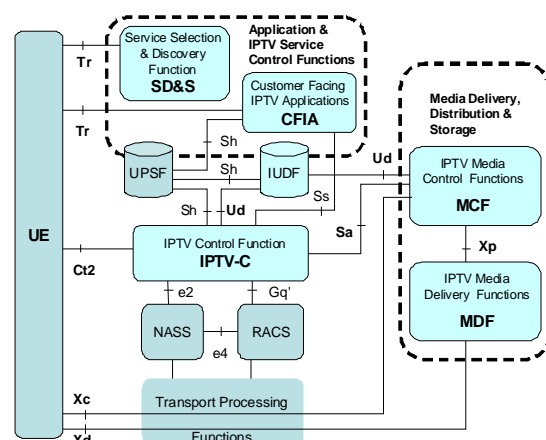 Service Selection
& Discovery
Function
SD&S
Application &
IPTV Service
Control Functions
Tr
Customer Facing
IPTV Applications
CFIA
Tr
Media Delivery,
Distribution &
Storage
Sh
UPSF
Sh
IUDF
Ud
IPTV Media
Control Functions
MCF
Sh
Ud
Ss
Sa
UE
IPTV Control Function
IPTV-C
Xp
Ct2
e2
Gq'
IPTV Media
Delivery Functions
MDF
NASS
RACS
e4
Transport Processing
Xc
Functions
Xd